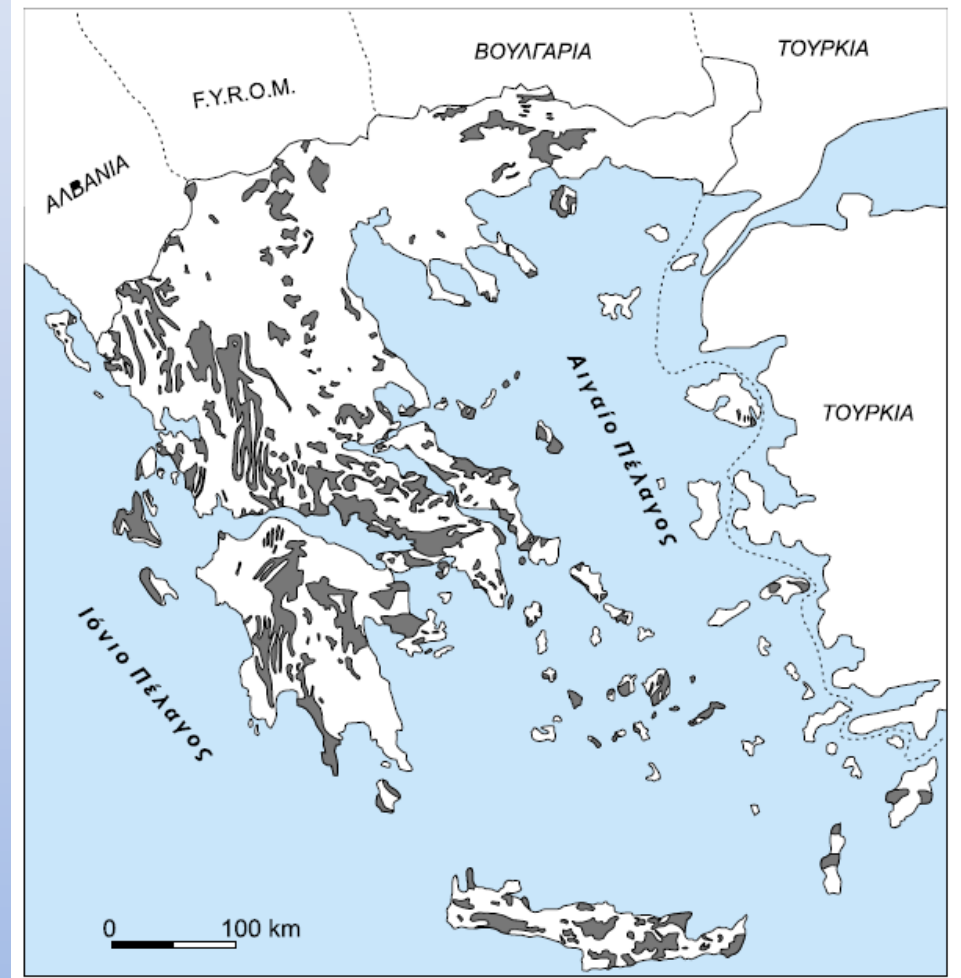 ΒΟΥΛΓΑΡΙΑ
ΤΟΥΡΚΙΑ
F.Y.R.O.M.
ΑΛΒΑΝΙΑ
Αιγαίο Πέλαγος
ΤΟΥΡΚΙΑ
Ιόνιο Πέλαγος
0 100 km